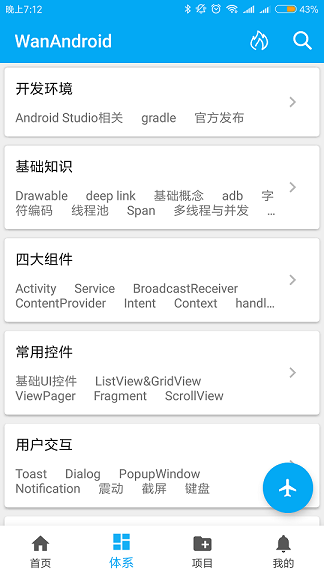 晚上7:12
43%
WanAndroid
开发环境
Android Studio相关 gradle 官方发布
基础知识
Drawable deep link 基础概念 adb 字
符编码 线程池 Span 多线程与并发 ...
四大组件
Activity Service BroadcastReceiver
ContentProvider Intent Context handl...
常用控件
基础UI控件 ListView&GridView
ViewPager Fragment ScrollView
用户交互
Toast Dialog PopupWindow
Notification 震动 截屏 键盘
首页 体系 项目 我的